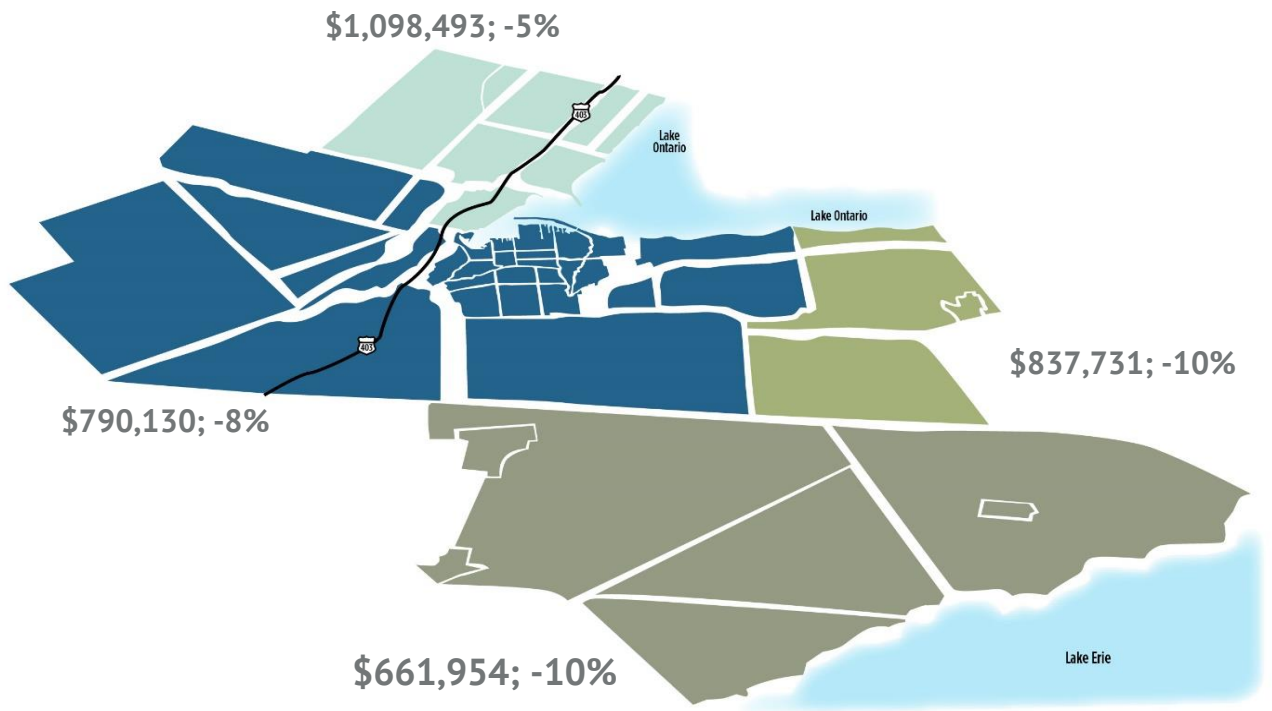 $1,098,493; -5%
403
Lake
Ontario
Lake Ontario
403
$837,731; -10%
$790,130; -8%
Lake Erie
$661,954; -10%